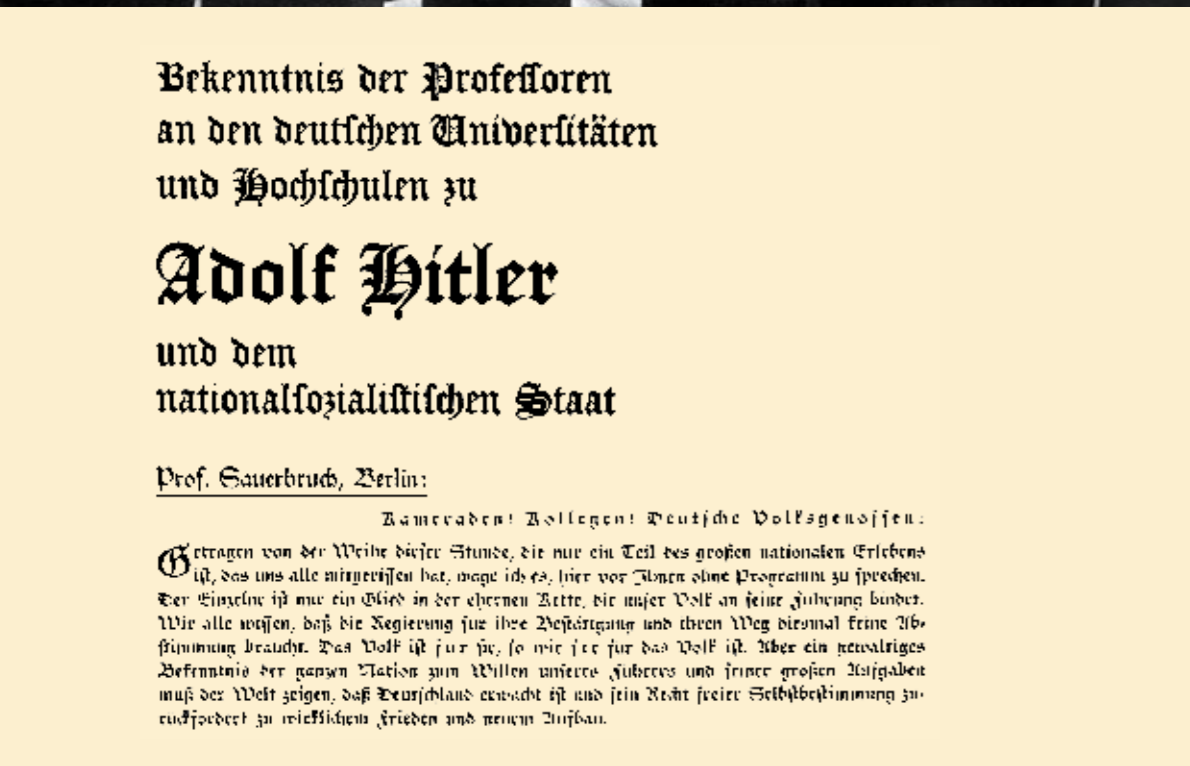 Bekenntnis der Profeſſoren
an den deutſchen Univerſitäten
und Hochſchulen zu
Adolf Hitler
und dem
nationalſozialiſtiſchen Staat
Prof. Sauerbruch, Berlin:
Kameraden! Kollegen! Deutſche Volksgenoſſen:
Getragen von der Weihe dieſer Stunde, die nur ein Teil des großen nationalen Erlebens
iſt, das uns alle mitgeriſſen hat, wage ich es, hier vor Ihnen ohne Programm zu ſprechen.
Der Einzelne iſt nur ein Glied in der ehernen Kette, die unſer Volk an ſeine Führung bindet.
Wir alle wiſſen, daß die Regierung für ihre Beſtätigung und ihren Weg diesmal keine Ab-
ſtimmung braucht. Das Volk iſt für ſie, ſo wie ſie für das Volk iſt. Aber ein gewaltiges
Bekenntnis der ganzen Nation zum Willen unſeres Führers und ſeiner großen Aufgaben
muß der Welt zeigen, daß Deutſchland erwacht iſt und ſein Recht freier Selbſtbeſtimmung zu-
rückfordert zu wirklichem Frieden und neuem Aufbau.